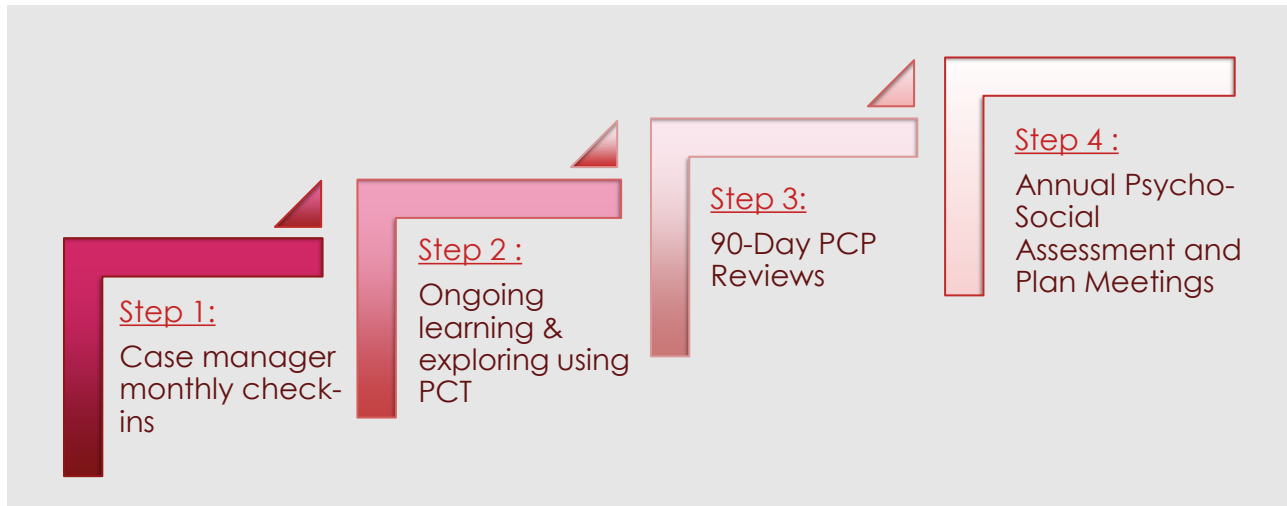 Step 1:
Case manager
monthly check-
ins
Step 2 :
Ongoing
learning &
exploring using
PCT
Step 3:
90-Day PCP
Reviews
Step 4 :
Annual Psycho-
Social
Assessment and
Plan Meetings